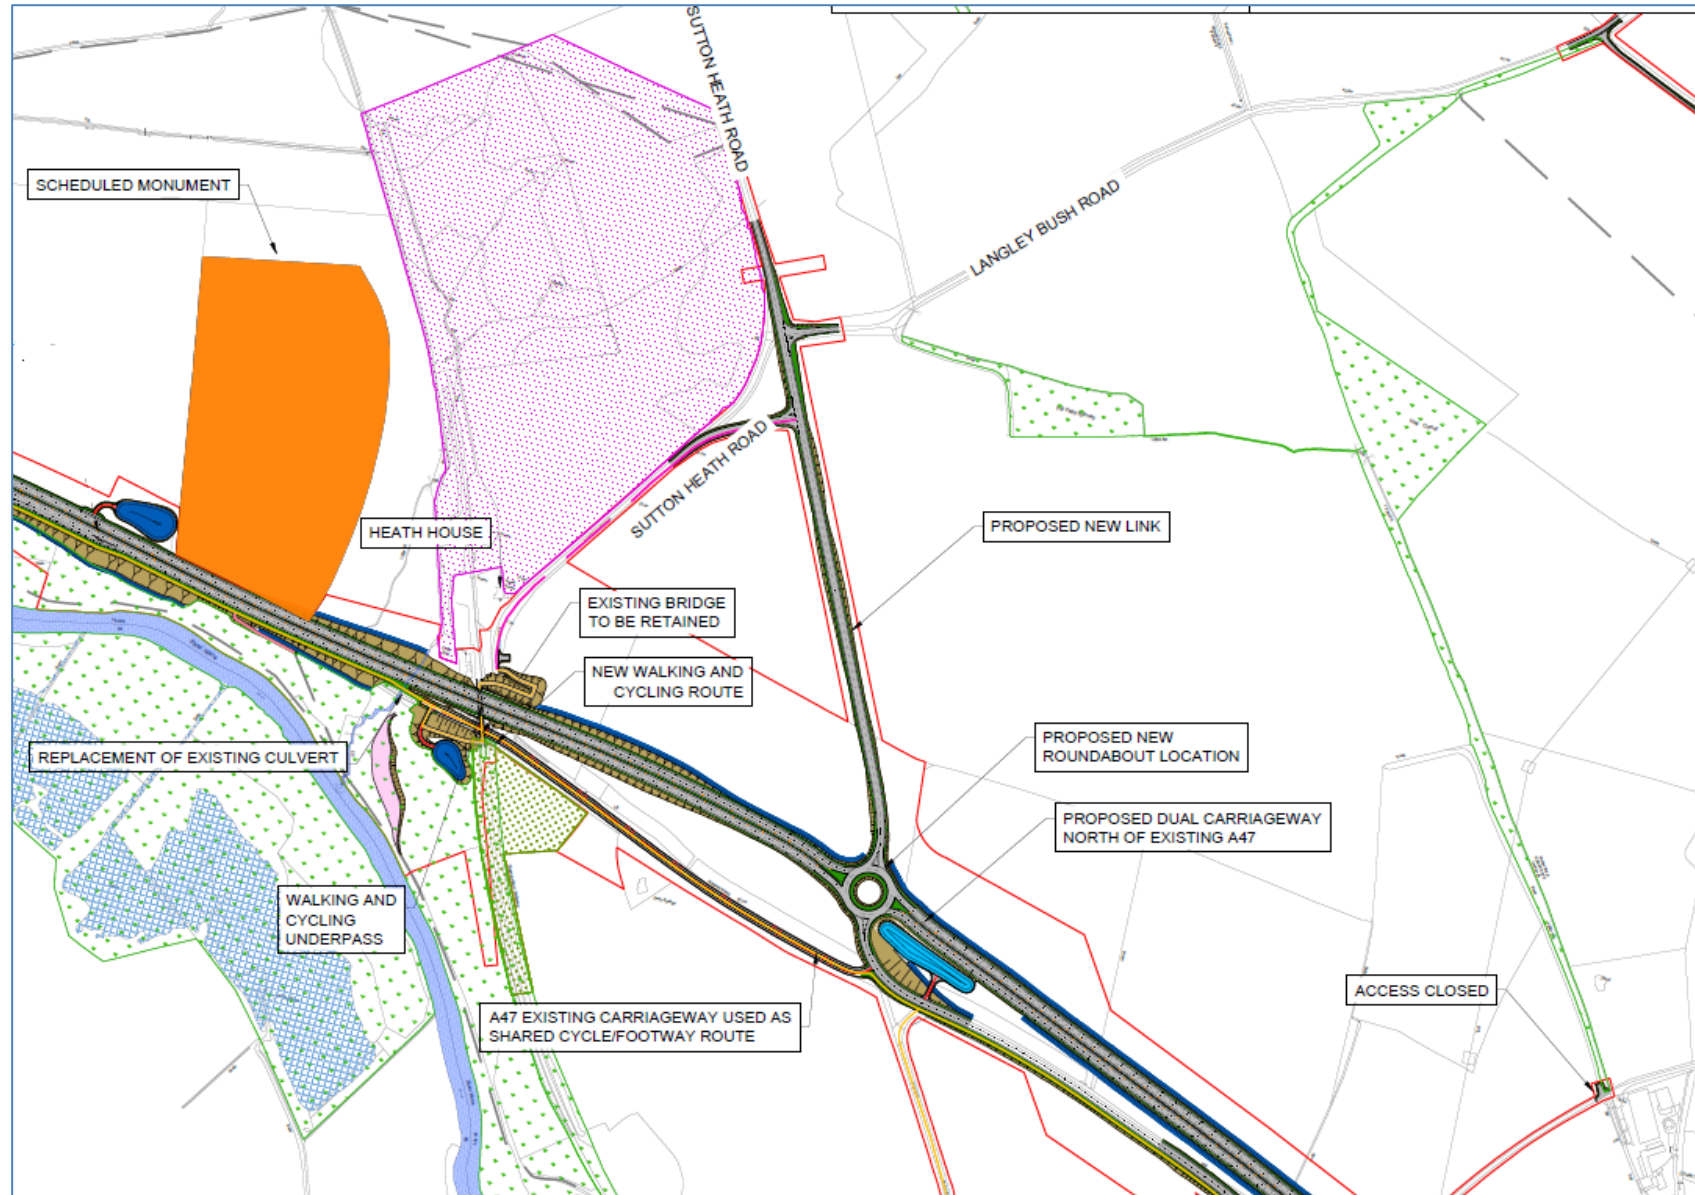 SUTTON HEATH ROAD
SCHEDULED MONUMENT
LANGLEY BUSH ROAD
SUTTON HEATH ROAD
HEATH HOUSE
PROPOSED NEW LINK
EXISTING BRIDGE
TO BE RETAINED
NEW WALKING AND
CYCLING ROUTE
REPLACEMENT OF EXISTING CULVERT
PROPOSED NEW
ROUNDABOUT LOCATION
PROPOSED DUAL CARRIAGEWAY
NORTH OF EXISTING A47
WALKING AND
CYCLING
UNDERPASS
ACCESS CLOSED
A47 EXISTING CARRIAGEWAY USED AS
SHARED CYCLE/FOOTWAY ROUTE